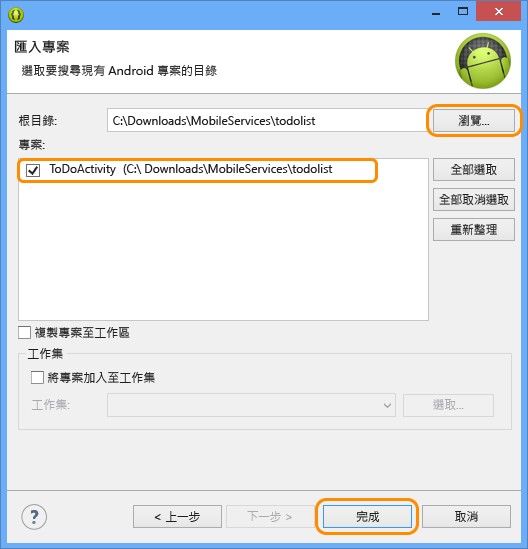 匯入專案
選取要搜尋現有 Android 專案的目錄
根目錄:
C:\Downloads\MobileServices\todolist
瀏覽...
專案:
ToDoActivity (C:\ Downloads\MobileServices\todolist
全部選取
全部取消選取
重新整理
複製專案至工作區
工作集
將專案加入至工作集
工作集:
選取...
?
< 上一步
下一步 >
完成
取消